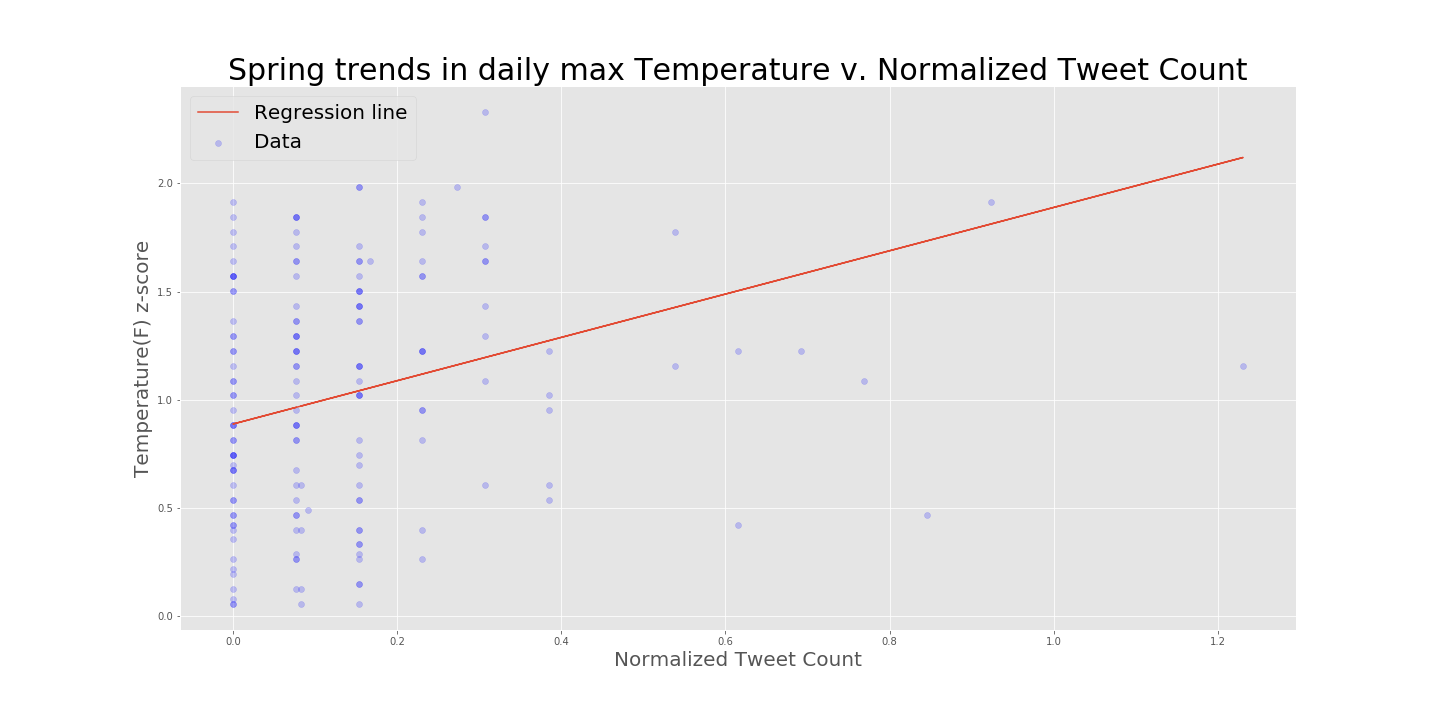 Spring trends in daily max Temperature v. Normalized Tweet Count
Regression line
Data
Temperature(F) z-score
2.0
1.5
1.0
0.5
0.0
0.0 0.2 0.4 0.6 0.8 1.0 1.2
Normalized Tweet Count